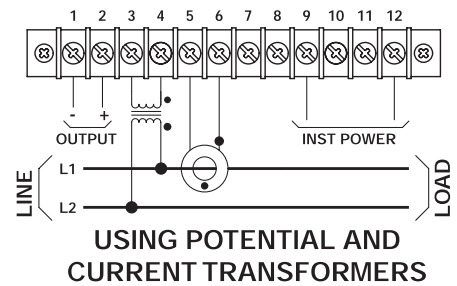 1 2 3 4 5 6 7 8 9 10 11 12
- +
OUTPUT INST POWER
LINE
L1
L2
LOAD
USING POTENTIAL AND
CURRENT TRANSFORMERS